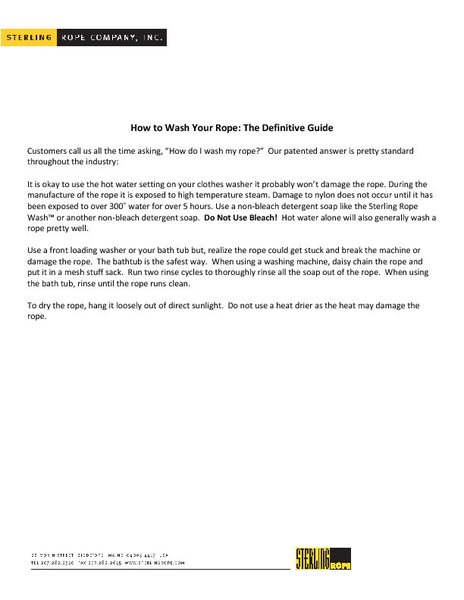 STERLING ROPE COMPANY, INC.
How to Wash Your Rope: The Definitive Guide
Customers call us all the time asking, "How do I wash my rope?"  Our patented answer is pretty standard
throughout the industry:
It is okay to use the hot water setting on your clothes washer it probably won't damage the rope. During the
manufacture of the rope it is exposed to high temperature steam. Damage to nylon does not occur until it has
been exposed to over 300˚ water for over 5 hours. Use a non-bleach detergent soap like the Sterling Rope
Wash™ or another non-bleach detergent soap.  Do Not Use Bleach!  Hot water alone will also generally wash a
rope pretty well.
Use a front loading washer or your bath tub but, realize the rope could get stuck and break the machine or
damage the rope.  The bathtub is the safest way.  When using a washing machine, daisy chain the rope and
put it in a mesh stuff sack.  Run two rinse cycles to thoroughly rinse all the soap out of the rope.  When using
the bath tub, rinse until the rope runs clean.
To dry the rope, hang it loosely out of direct sunlight.  Do not use a heat drier as the heat may damage the
rope.
WWW.STERLINGROPE.COM
STERLING ROPE